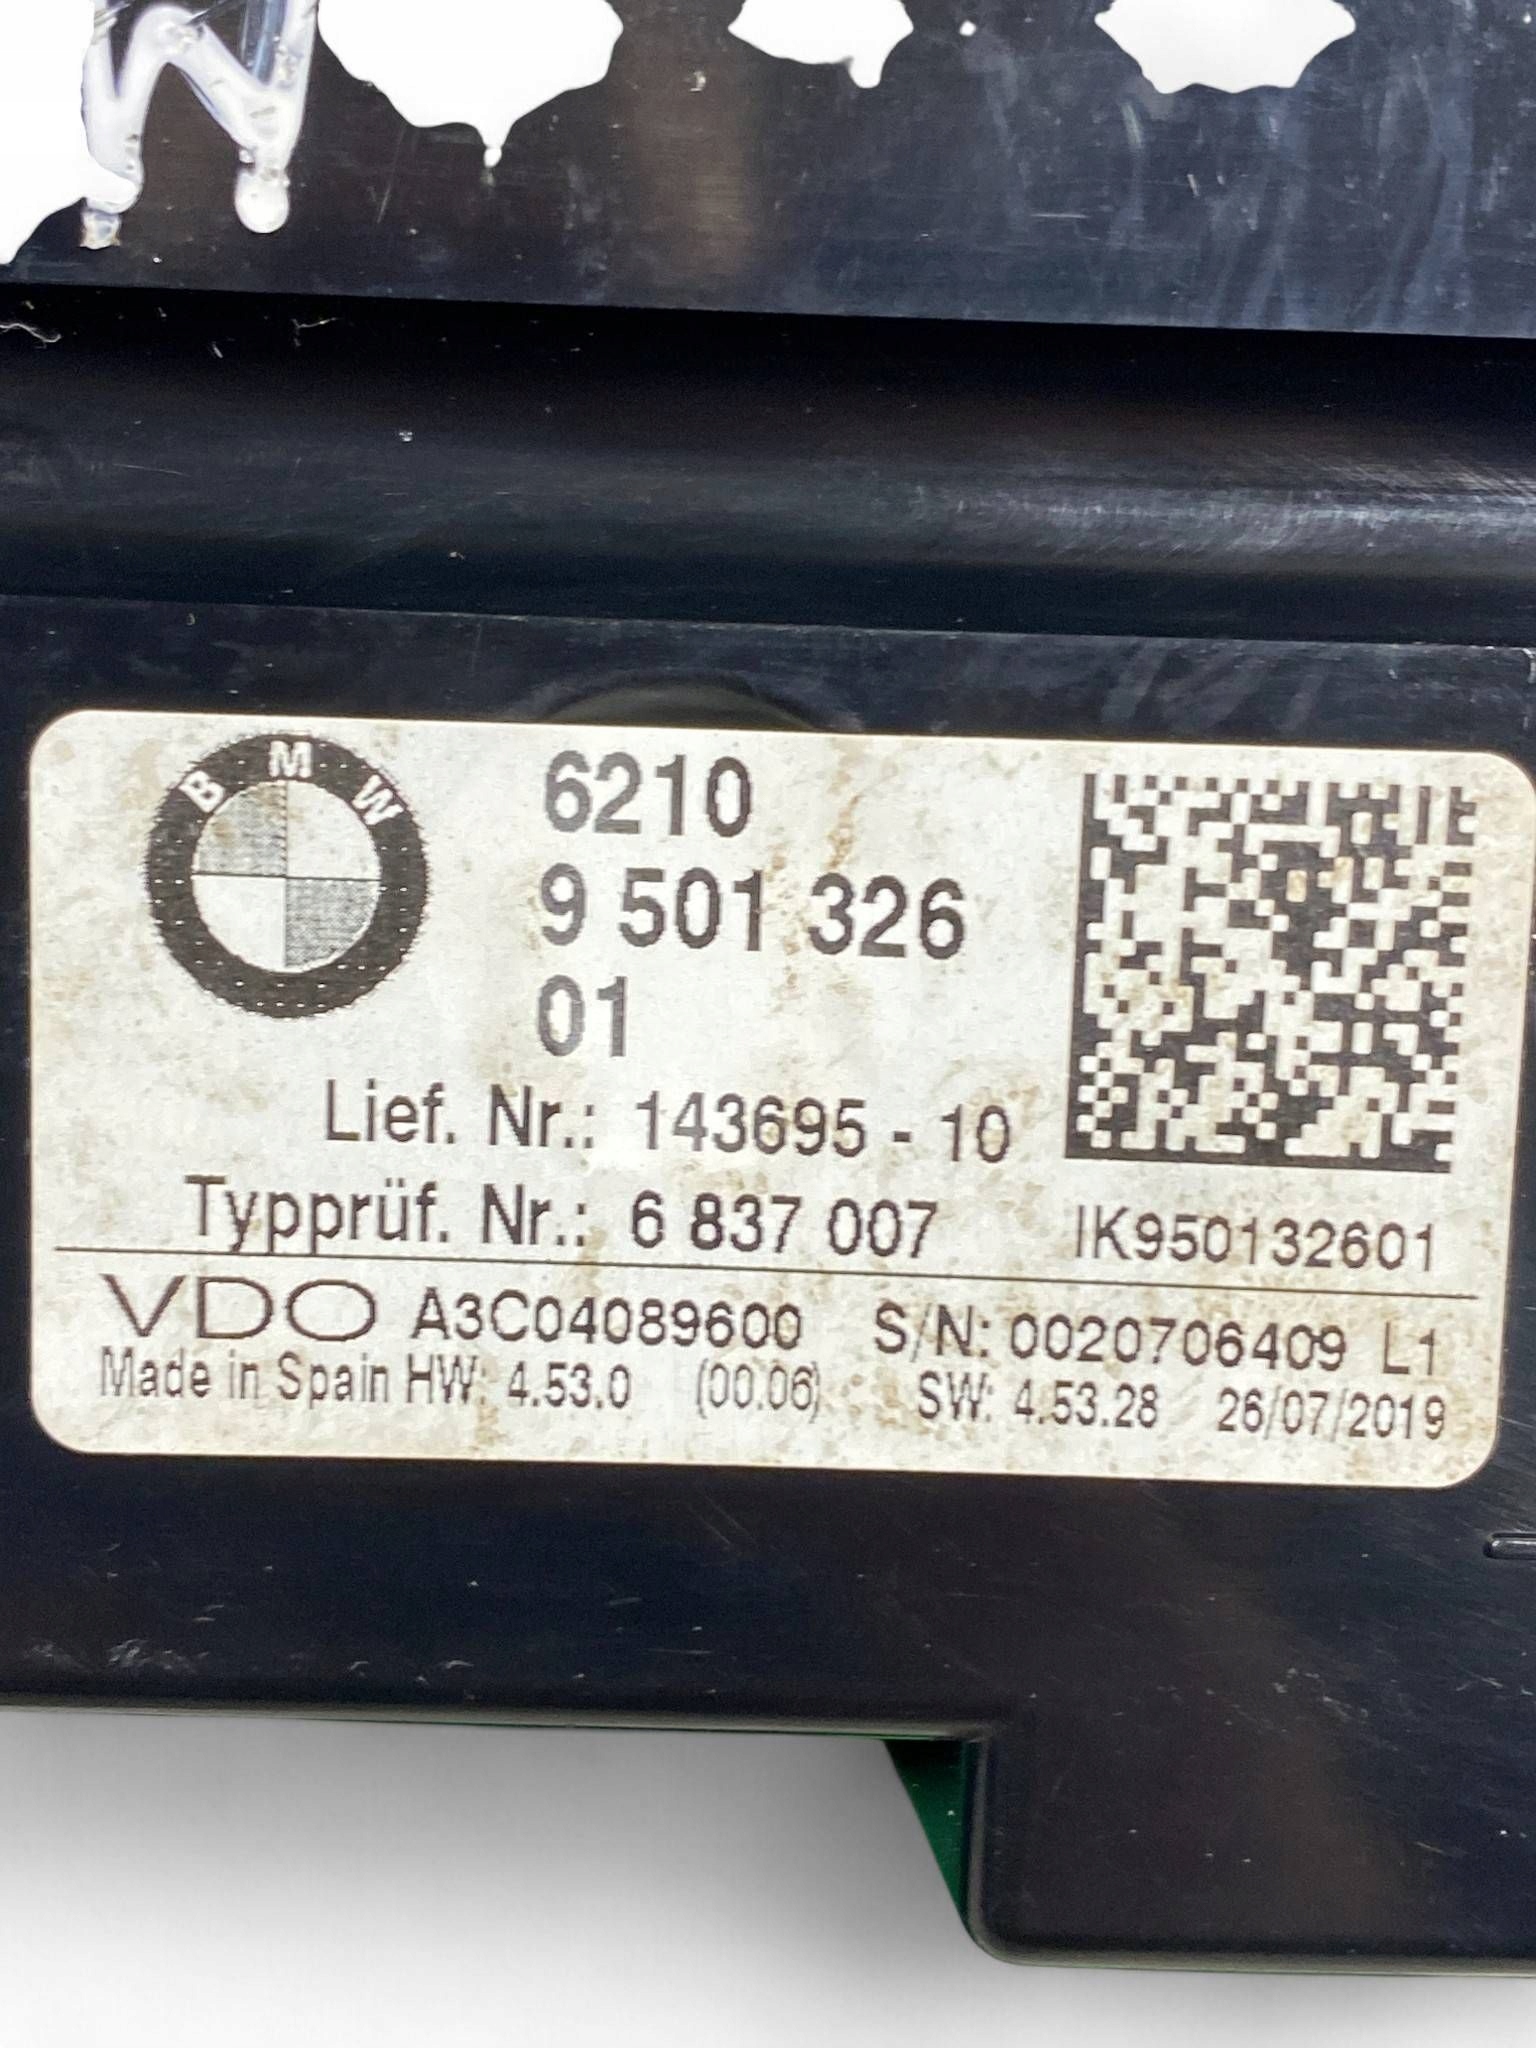 BMW
6210
9 501 326
01
Lief. Nr.: 143695 - 10
Typprüf. Nr.: 6 837 007
IK950132601
VDO A3C04089600 S/N: 0020706409 L1
Made in Spain HW: 4.53.0 (00.06) SW: 4.53.28 26/07/2019